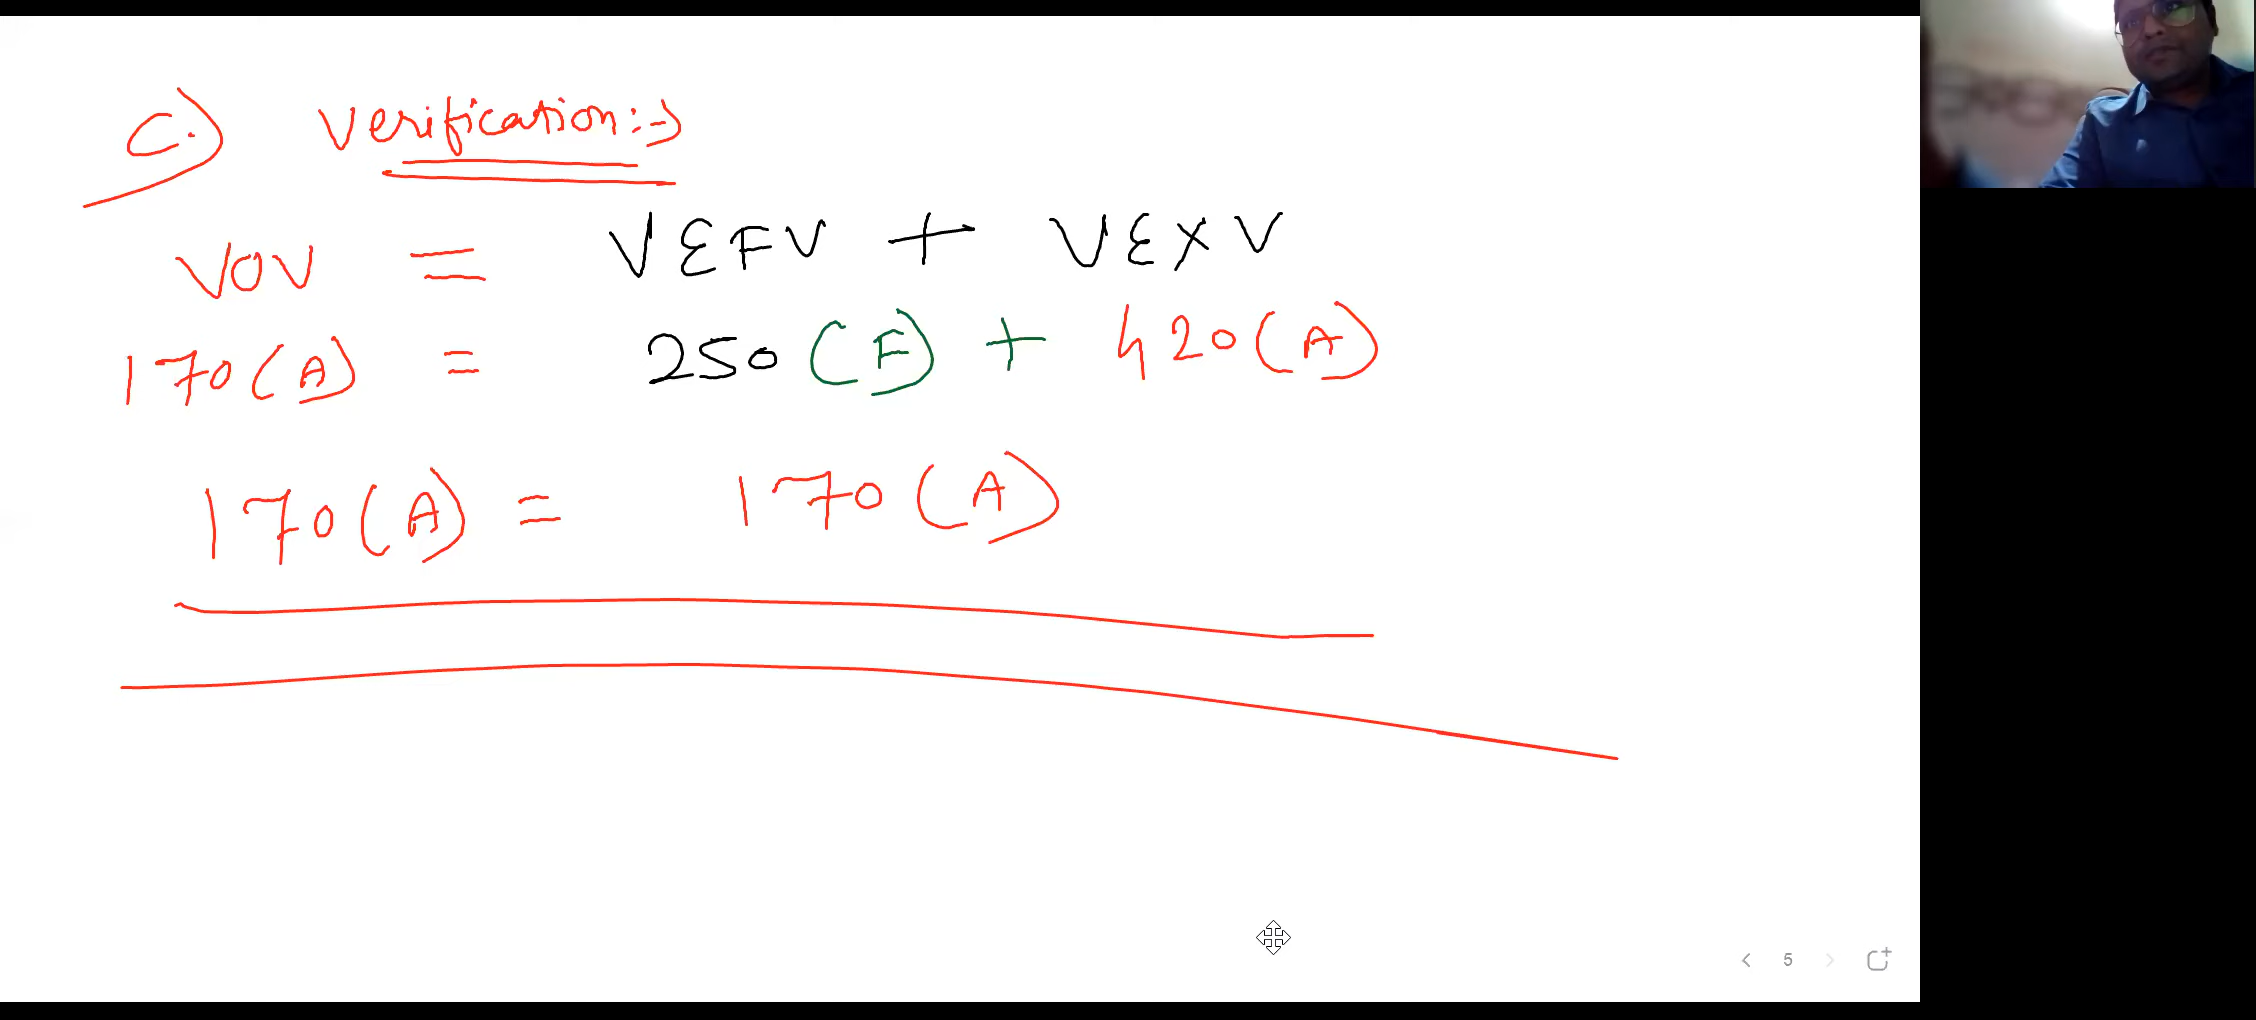 C.) Verification:->
VOV = VEFV + VEXV
170(A) = 250(F) + 420(A)
170(A) = 170(A)
5